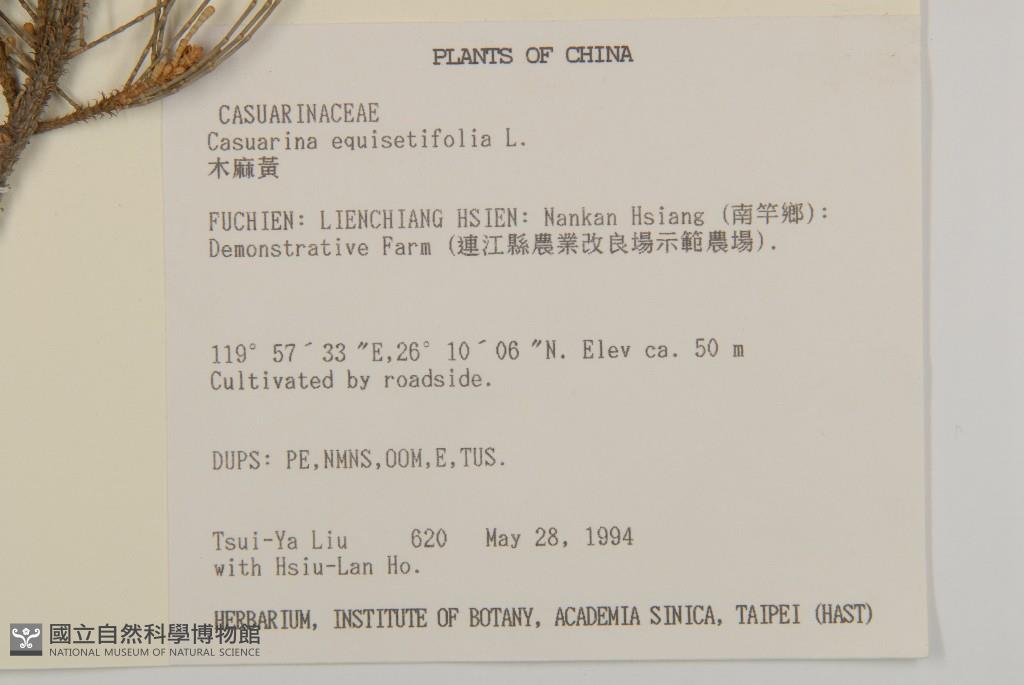 PLANTS OF CHINA
CASUARINACEAE
Casuarina equisetifolia L.
木麻黃
FUCHIEN: LIENCHIANG HSIEN: Nankan Hsiang (南竿鄉):
Demonstrative Farm (連江縣農業改良場示範農場).
119° 57´33 ″E,26° 10´06 ″N. Elev ca. 50 m
Cultivated by roadside.
DUPS: PE,NMNS,OOM,E,TUS.
Tsui-Ya Liu 620 May 28, 1994
with Hsiu-Lan Ho.
HERBARIUM, INSTITUTE OF BOTANY, ACADEMIA SINICA, TAIPEI (HAST)
國立自然科學博物館
NATIONAL MUSEUM OF NATURAL SCIENCE